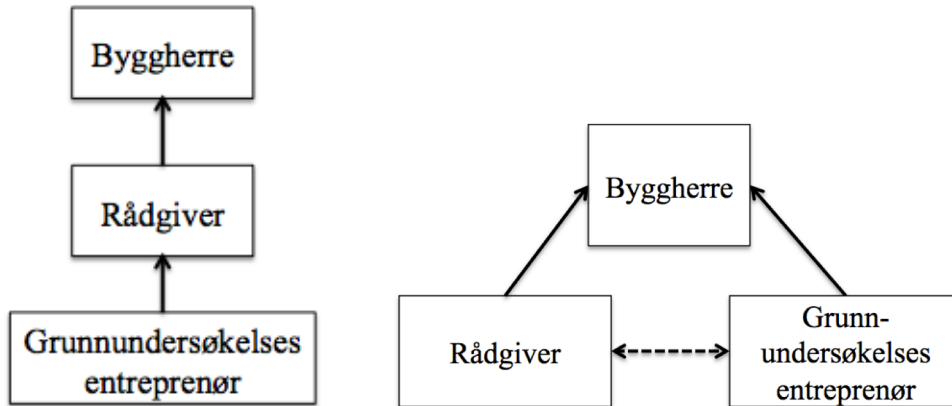 Byggherre
Rådgiver
Grunnundersøkelses
entreprenør
Byggherre
Rådgiver
Grunn-
undersøkelses
entreprenør